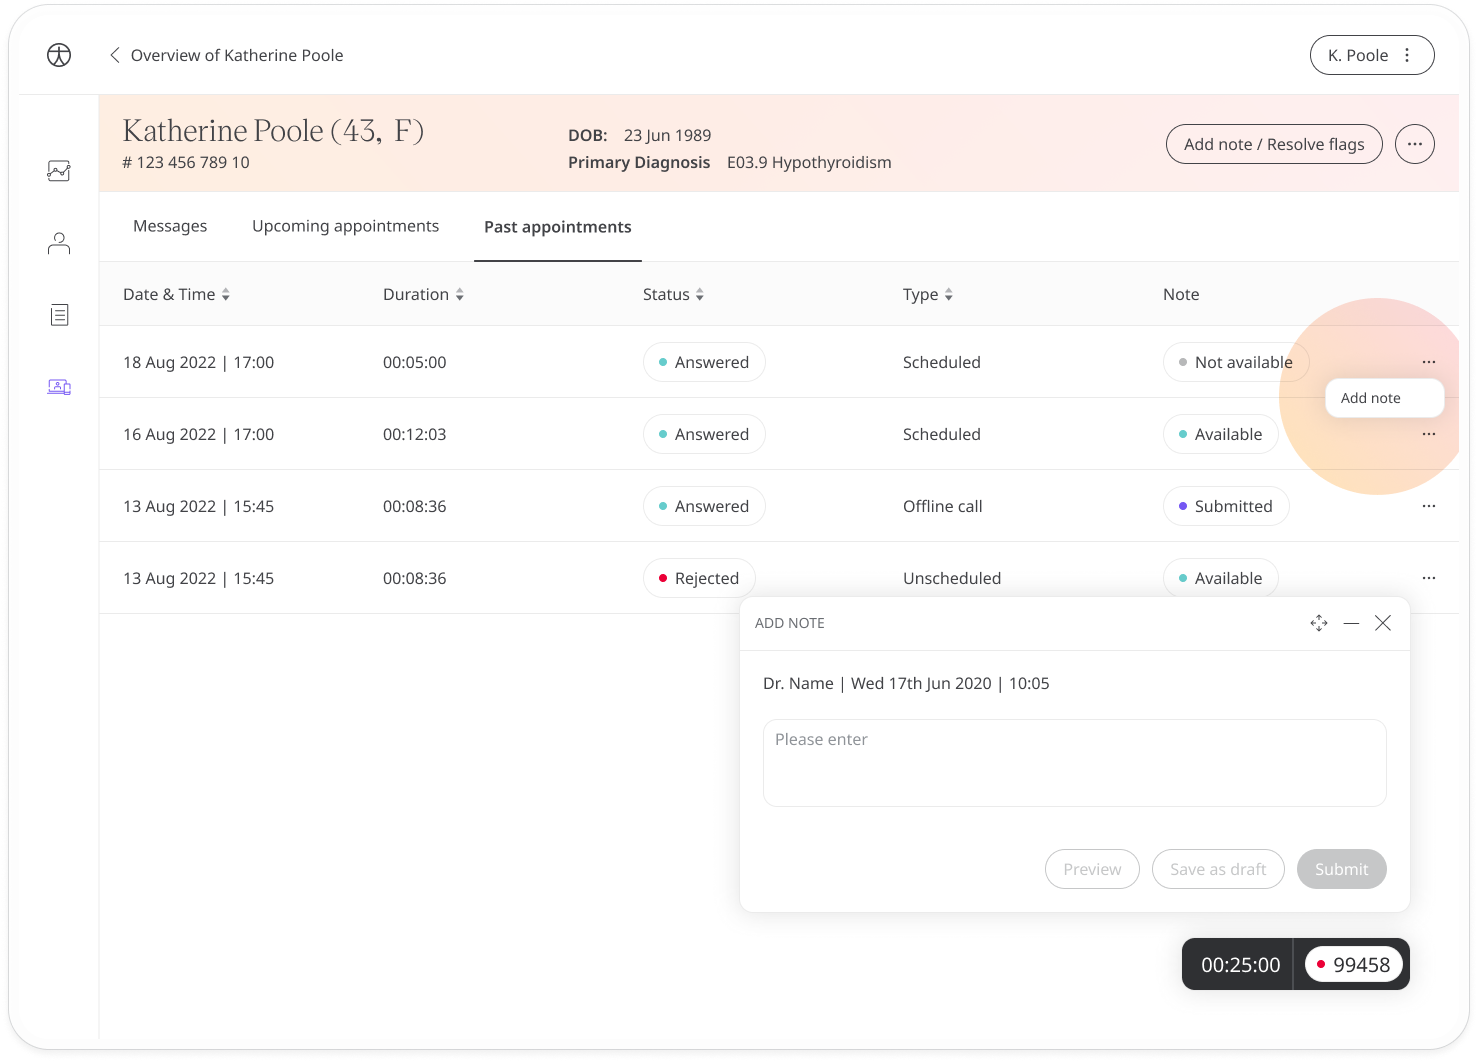 Overview of Katherine Poole
K. Poole
Katherine Poole (43, F)
# 123 456 789 10
DOB: 23 Jun 1989
Primary Diagnosis E03.9 Hypothyroidism
Add note / Resolve flags
Messages Upcoming appointments Past appointments
Date & Time Duration Status Type Note
18 Aug 2022 | 17:00 00:05:00 Answered Scheduled Not available
Add note
16 Aug 2022 | 17:00 00:12:03 Answered Scheduled Available
13 Aug 2022 | 15:45 00:08:36 Answered Offline call Submitted
13 Aug 2022 | 15:45 00:08:36 Rejected Unscheduled Available
ADD NOTE
Dr. Name | Wed 17th Jun 2020 | 10:05
Please enter
Preview Save as draft Submit
00:25:00 99458